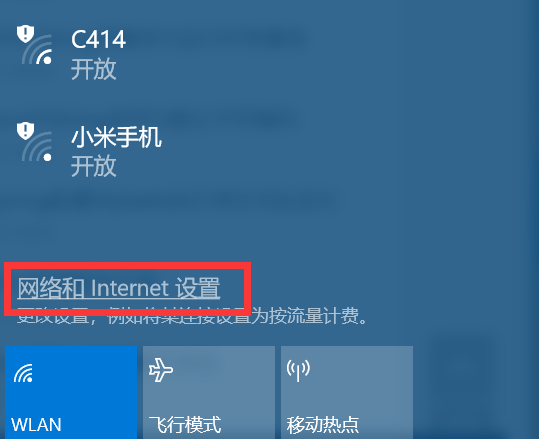 C414
开放
小米手机
开放
网络和 Internet 设置
更改设置，例如将某连接设置为按流量计费。
WLAN
飞行模式
移动热点